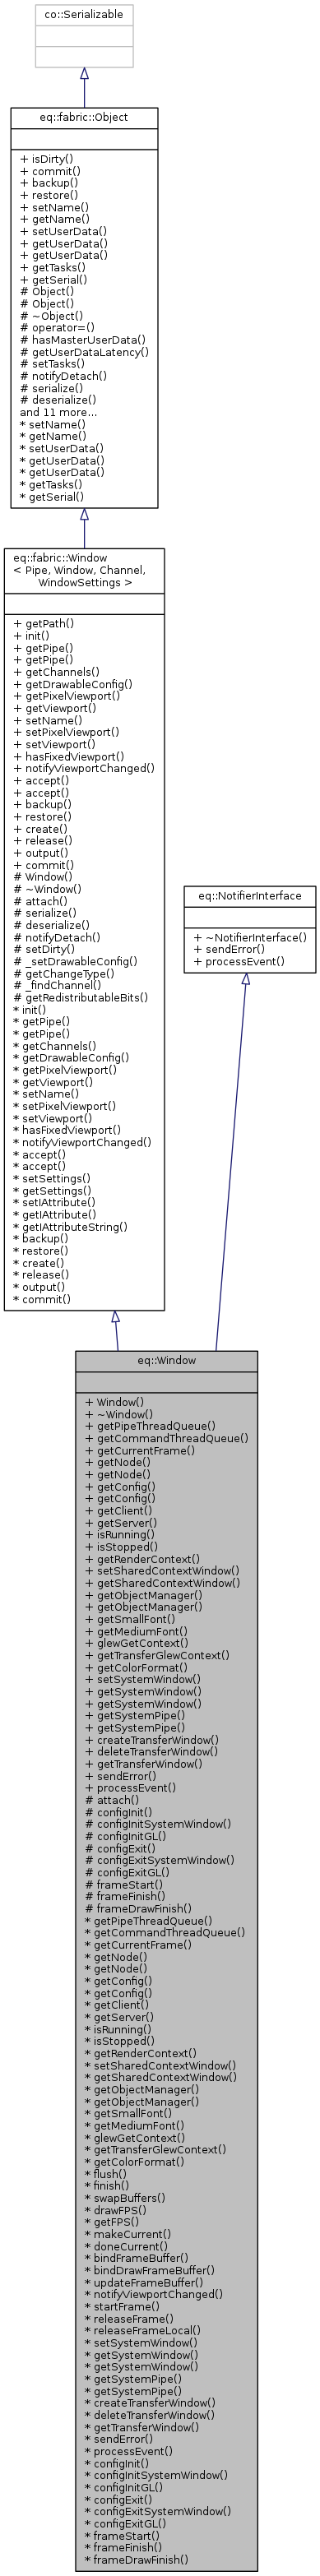 co::Serializable
eq::fabric::Object
+ isDirty()
+ commit()
+ backup()
+ restore()
+ setName()
+ getName()
+ setUserData()
+ getUserData()
+ getUserData()
+ getTasks()
+ getSerial()
# Object()
# Object()
# ~Object()
# operator=()
# hasMasterUserData()
# getUserDataLatency()
# setTasks()
# notifyDetach()
# serialize()
# deserialize()
and 11 more...
* setName()
* getName()
* setUserData()
* getUserData()
* getUserData()
* getTasks()
* getSerial()
eq::fabric::Window
< Pipe, Window, Channel,
WindowSettings >
+ getPath()
+ init()
+ getPipe()
+ getPipe()
+ getChannels()
+ getDrawableConfig()
+ getPixelViewport()
+ getViewport()
+ setName()
+ setPixelViewport()
+ setViewport()
+ hasFixedViewport()
+ notifyViewportChanged()
+ accept()
+ accept()
+ backup()
+ restore()
+ create()
+ release()
+ output()
+ commit()
# Window()
# ~Window()
# attach()
# serialize()
# deserialize()
# notifyDetach()
# setDirty()
# _setDrawableConfig()
# getChangeType()
# _findChannel()
# getRedistributableBits()
* init()
* getPipe()
* getPipe()
* getChannels()
* getDrawableConfig()
* getPixelViewport()
* getViewport()
* setName()
* setPixelViewport()
* setViewport()
* hasFixedViewport()
* notifyViewportChanged()
* accept()
* accept()
* setSettings()
* getSettings()
* setIAttribute()
* getIAttribute()
* getIAttributeString()
* backup()
* restore()
* create()
* release()
* output()
* commit()
eq::NotifierInterface
+ ~NotifierInterface()
+ sendError()
+ processEvent()
eq::Window
+ Window()
+ ~Window()
+ getPipeThreadQueue()
+ getCommandThreadQueue()
+ getCurrentFrame()
+ getNode()
+ getNode()
+ getConfig()
+ getConfig()
+ getClient()
+ getServer()
+ isRunning()
+ isStopped()
+ getRenderContext()
+ setSharedContextWindow()
+ getSharedContextWindow()
+ getObjectManager()
+ getObjectManager()
+ getSmallFont()
+ getMediumFont()
+ glewGetContext()
+ getTransferGlewContext()
+ getColorFormat()
+ setSystemWindow()
+ getSystemWindow()
+ getSystemWindow()
+ getSystemPipe()
+ getSystemPipe()
+ createTransferWindow()
+ deleteTransferWindow()
+ getTransferWindow()
+ sendError()
+ processEvent()
# attach()
# configInit()
# configInitSystemWindow()
# configInitGL()
# configExit()
# configExitSystemWindow()
# configExitGL()
# frameStart()
# frameFinish()
# frameDrawFinish()
* getPipeThreadQueue()
* getCommandThreadQueue()
* getCurrentFrame()
* getNode()
* getNode()
* getConfig()
* getConfig()
* getClient()
* getServer()
* isRunning()
* isStopped()
* getRenderContext()
* setSharedContextWindow()
* getSharedContextWindow()
* getObjectManager()
* getObjectManager()
* getSmallFont()
* getMediumFont()
* glewGetContext()
* getTransferGlewContext()
* getColorFormat()
* flush()
* finish()
* swapBuffers()
* drawFPS()
* getFPS()
* makeCurrent()
* doneCurrent()
* bindFrameBuffer()
* bindDrawFrameBuffer()
* updateFrameBuffer()
* notifyViewportChanged()
* startFrame()
* releaseFrame()
* releaseFrameLocal()
* setSystemWindow()
* getSystemWindow()
* getSystemWindow()
* getSystemPipe()
* getSystemPipe()
* createTransferWindow()
* deleteTransferWindow()
* getTransferWindow()
* sendError()
* processEvent()
* configInit()
* configInitSystemWindow()
* configInitGL()
* configExit()
* configExitSystemWindow()
* configExitGL()
* frameStart()
* frameFinish()
* frameDrawFinish()